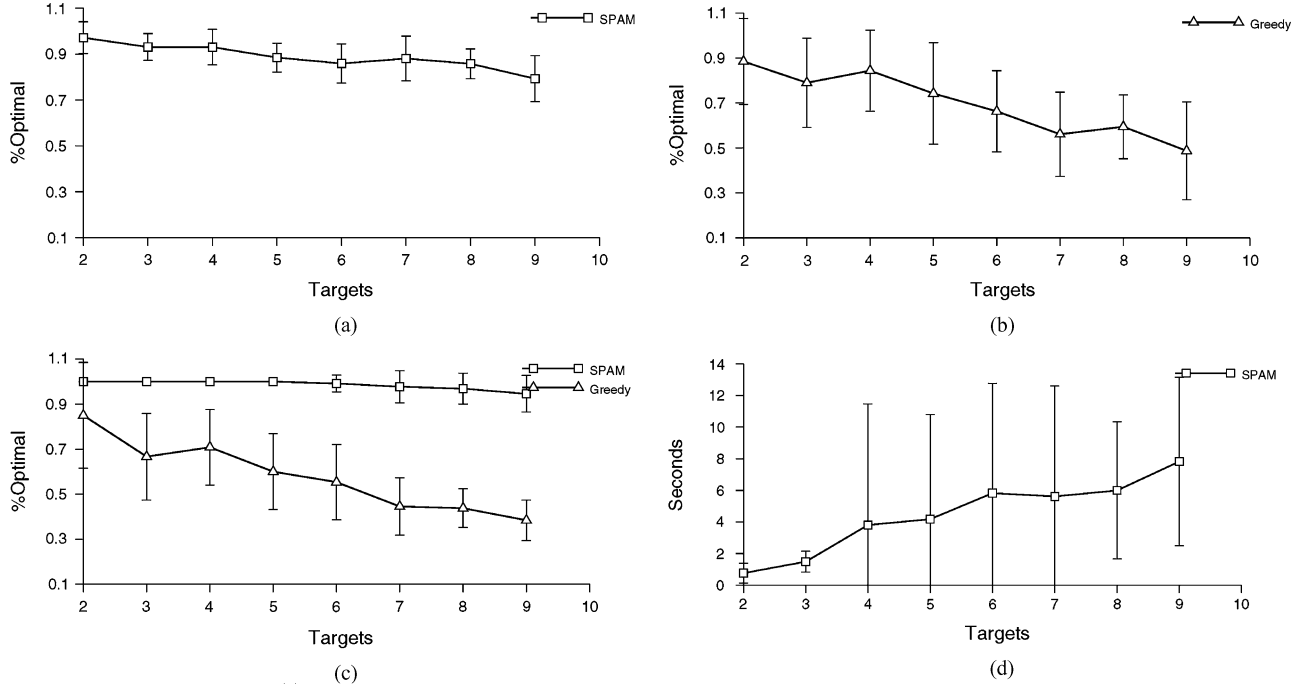 SPAM
%Optimal
1.1
0.9
0.7
0.5
0.3
0.1
2 3 4 5 6 7 8 9 10
Targets
(a)
Greedy
%Optimal
1.1
0.9
0.7
0.5
0.3
0.1
2 3 4 5 6 7 8 9 10
Targets
(b)
SPAM
Greedy
%Optimal
1.1
0.9
0.7
0.5
0.3
0.1
2 3 4 5 6 7 8 9 10
Targets
(c)
SPAM
Seconds
14
12
10
8
6
4
2
0
2 3 4 5 6 7 8 9 10
Targets
(d)